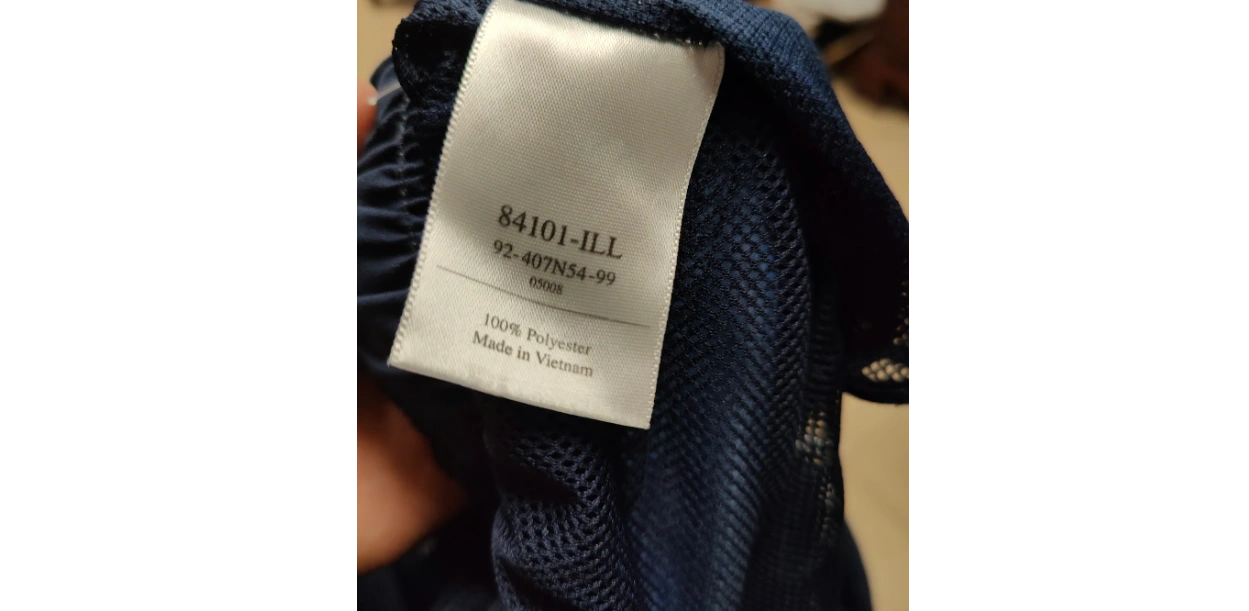 84101-ILL
92-407N54-99
05008
100% Polyester
Made in Vietnam